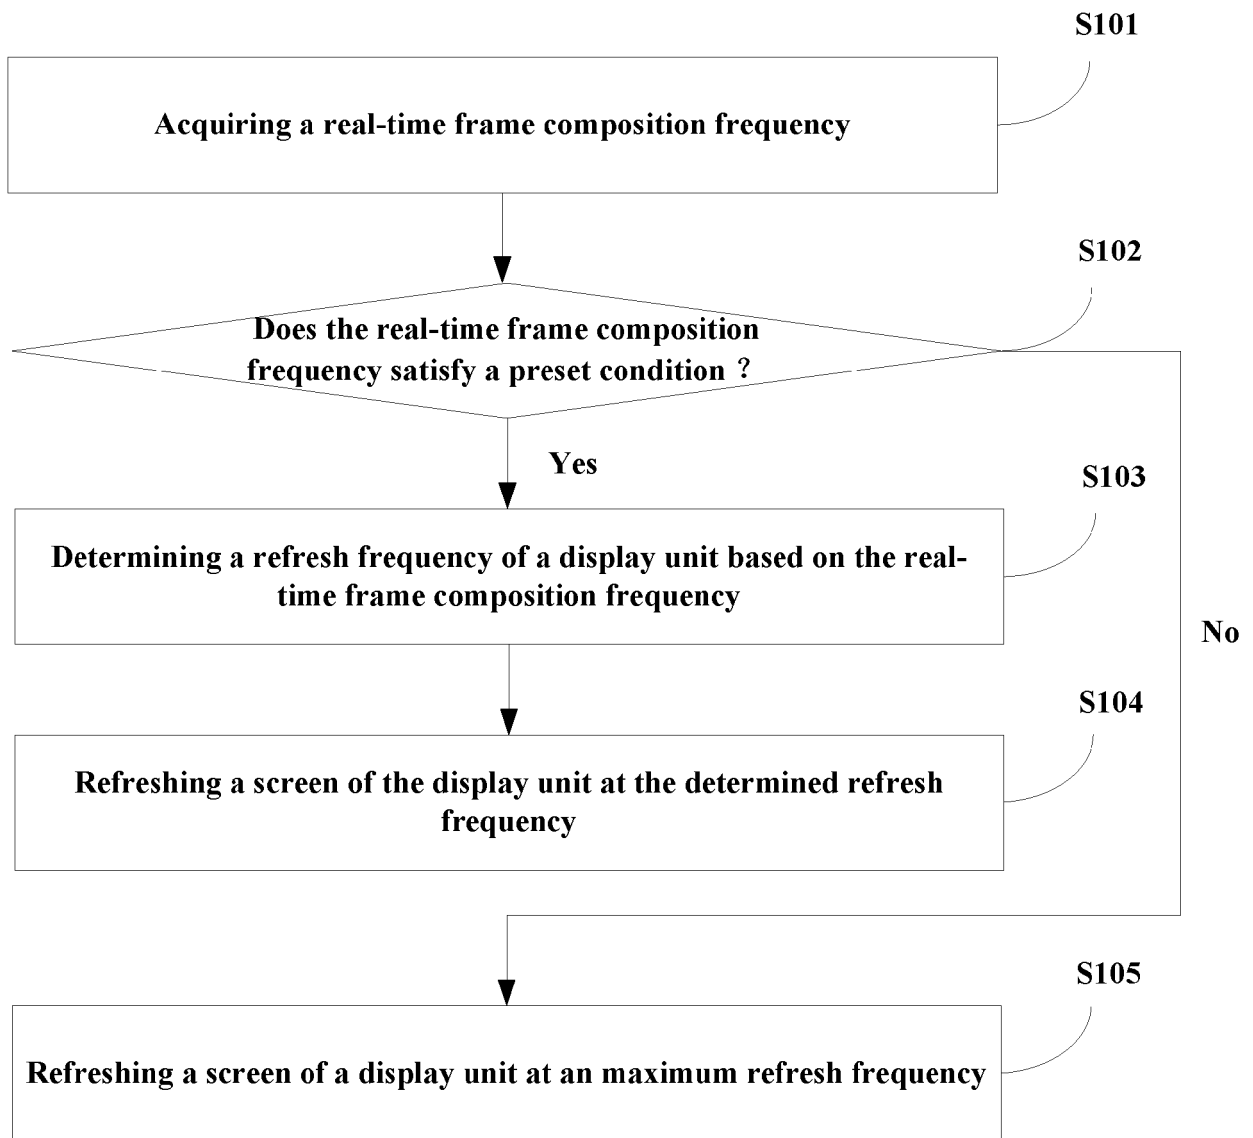 S101
Acquiring a real-time frame composition frequency
S102
Does the real-time frame composition
frequency satisfy a preset condition ?
Yes
S103
Determining a refresh frequency of a display unit based on the real-
time frame composition frequency
No
S104
Refreshing a screen of the display unit at the determined refresh
frequency
S105
Refreshing a screen of a display unit at an maximum refresh frequency